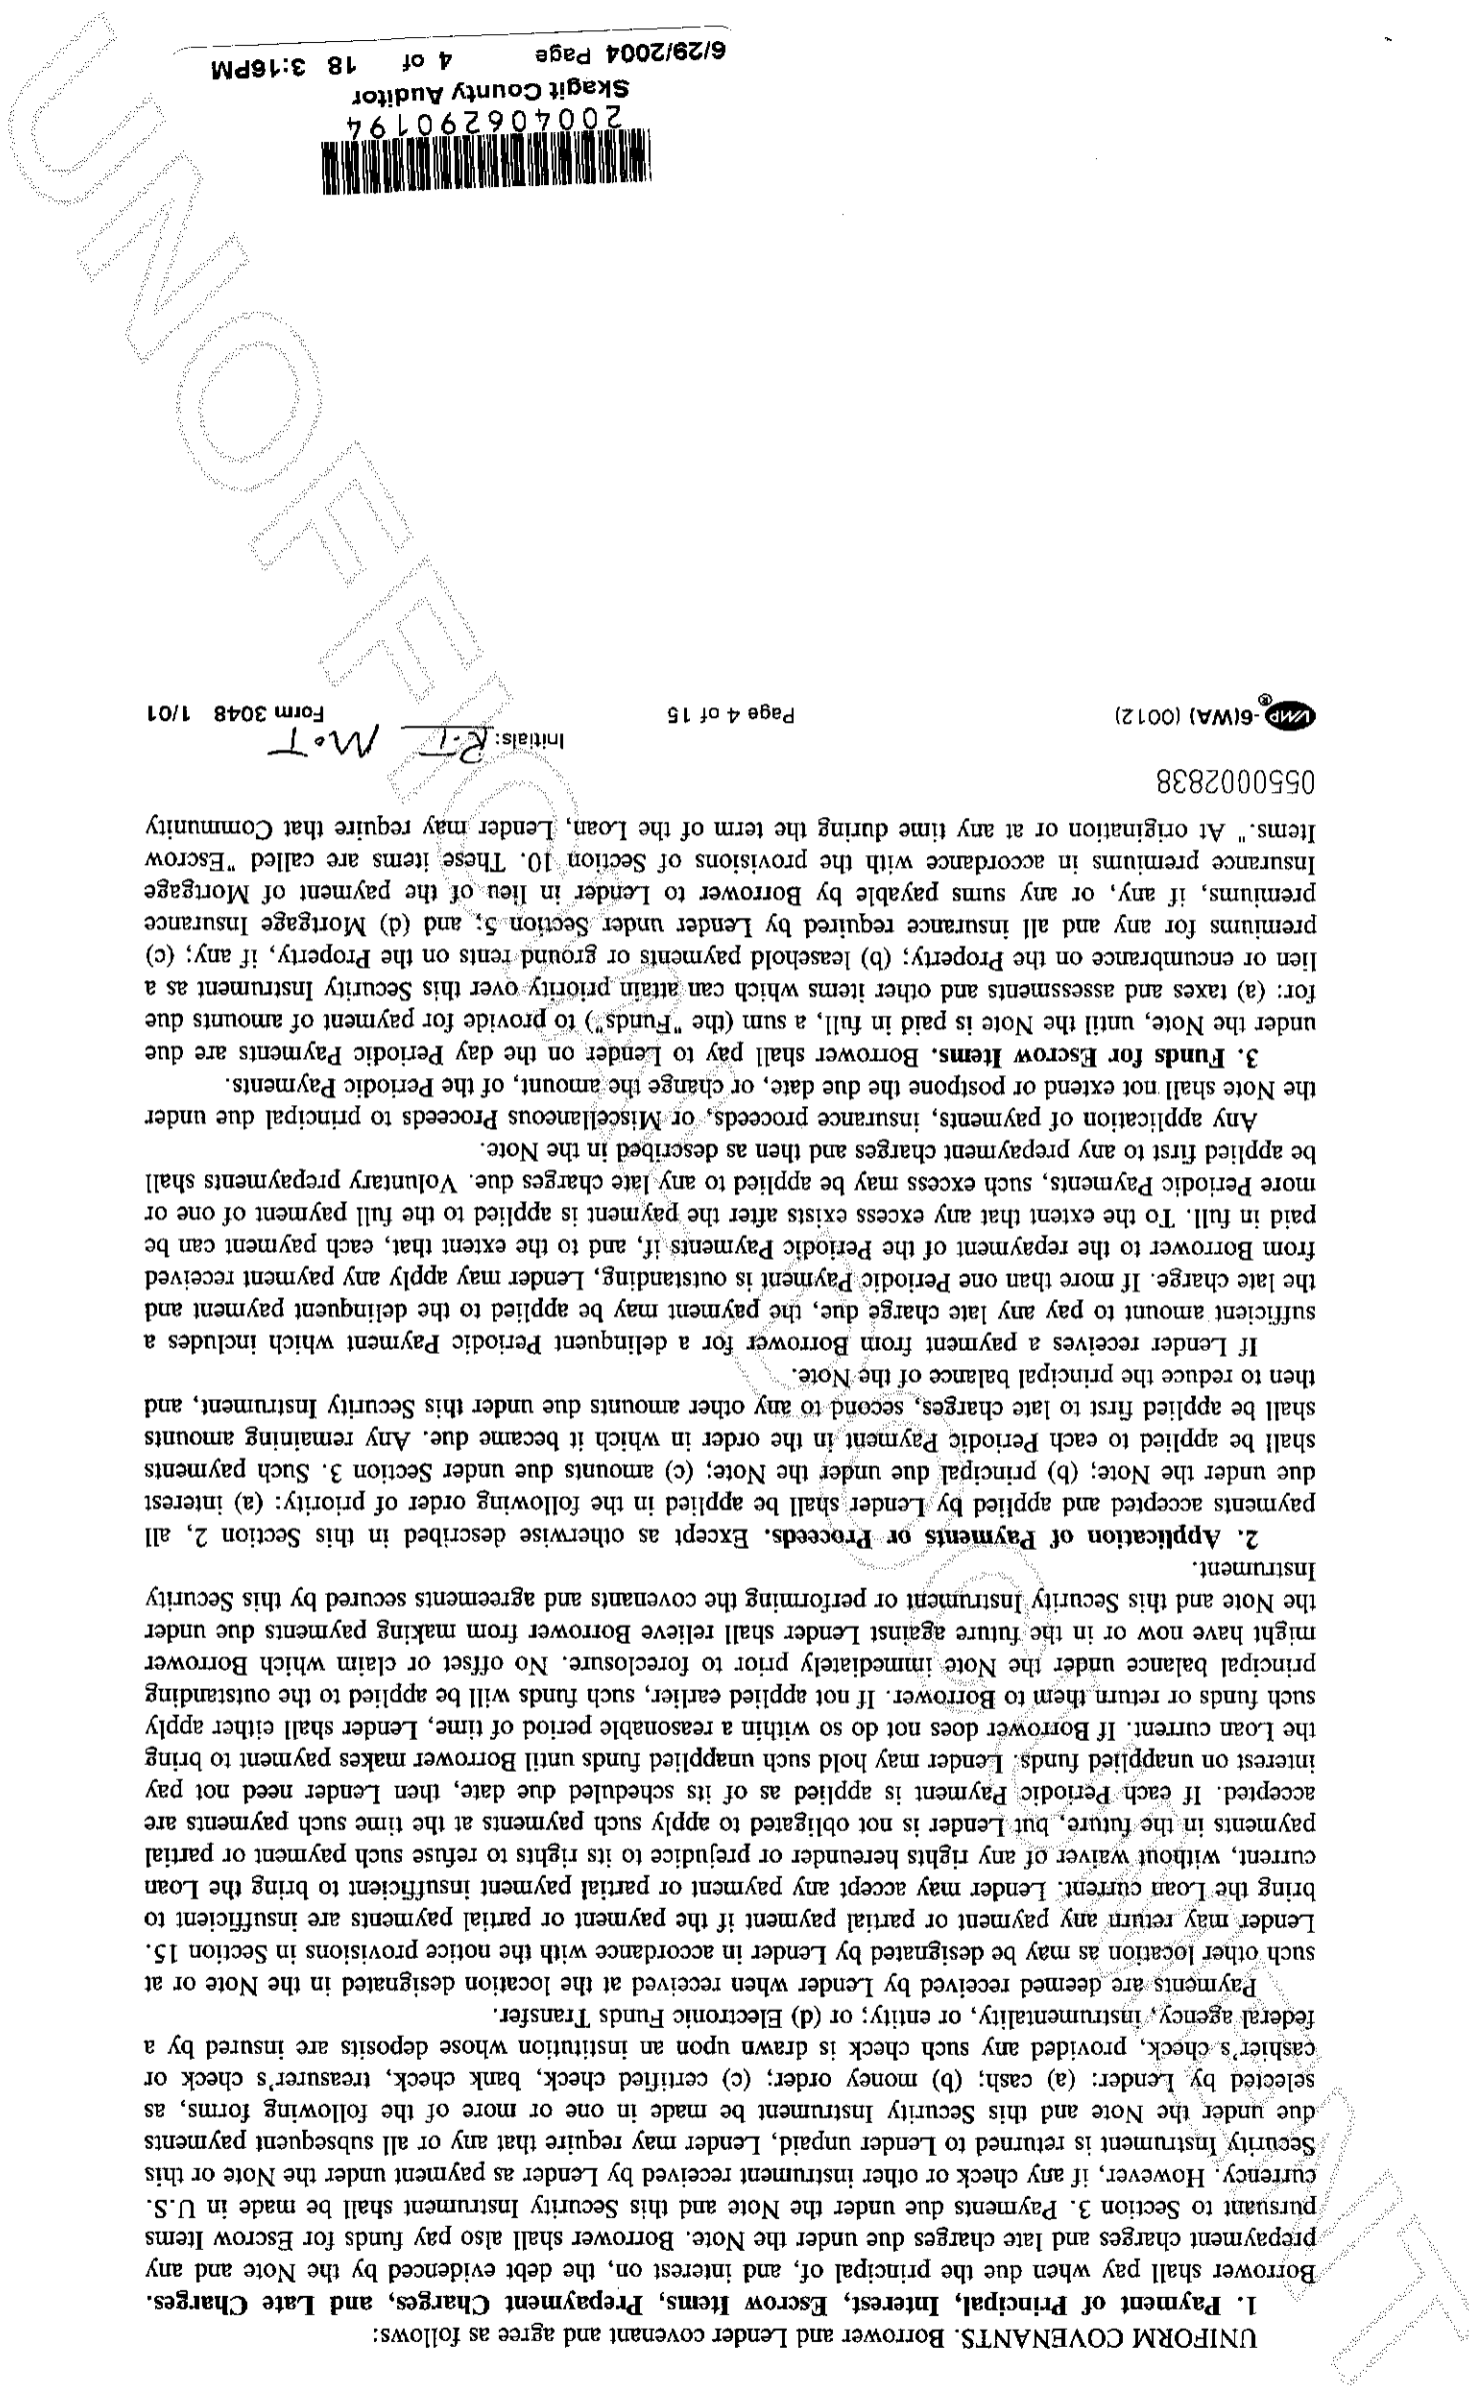 UNIFORM COVENANTS. Borrower and Lender covenant and agree as follows:
1. Payment of Principal, Interest, Escrow Items, Prepayment Charges, and Late Charges.
Borrower shall pay when due the principal of, and interest on, the debt evidenced by the Note and any
prepayment charges and late charges due under the Note. Borrower shall also pay funds for Escrow Items
pursuant to Section 3. Payments due under the Note and this Security Instrument shall be made in U.S.
currency. However, if any check or other instrument received by Lender as payment under the Note or this
Security Instrument is returned to Lender unpaid, Lender may require that any or all subsequent payments
due under the Note and this Security Instrument be made in one or more of the following forms, as
selected by Lender: (a) cash; (b) money order; (c) certified check, bank check, treasurer's check or
cashier's check, provided any such check is drawn upon an institution whose deposits are insured by a
federal agency, instrumentality, or entity; or (d) Electronic Funds Transfer.
Payments are deemed received by Lender when received at the location designated in the Note or at
such other location as may be designated by Lender in accordance with the notice provisions in Section 15.
Lender may return any payment or partial payment if the payment or partial payments are insufficient to
bring the Loan current. Lender may accept any payment or partial payment insufficient to bring the Loan
current, without waiver of any rights hereunder or prejudice to its rights to refuse such payment or partial
payments in the future, but Lender is not obligated to apply such payments at the time such payments are
accepted. If each Periodic Payment is applied as of its scheduled due date, then Lender need not pay
interest on unapplied funds. Lender may hold such unapplied funds until Borrower makes payment to bring
the Loan current. If Borrower does not do so within a reasonable period of time, Lender shall either apply
such funds or return them to Borrower. If not applied earlier, such funds will be applied to the outstanding
principal balance under the Note immediately prior to foreclosure. No offset or claim which Borrower
might have now or in the future against Lender shall relieve Borrower from making payments due under
the Note and this Security Instrument or performing the covenants and agreements secured by this Security
Instrument.
2. Application of Payments or Proceeds. Except as otherwise described in this Section 2, all
payments accepted and applied by Lender shall be applied in the following order of priority: (a) interest
due under the Note; (b) principal due under the Note; (c) amounts due under Section 3. Such payments
shall be applied to each Periodic Payment in the order in which it became due. Any remaining amounts
shall be applied first to late charges, second to any other amounts due under this Security Instrument, and
then to reduce the principal balance of the Note.
If Lender receives a payment from Borrower for a delinquent Periodic Payment which includes a
sufficient amount to pay any late charge due, the payment may be applied to the delinquent payment and
the late charge. If more than one Periodic Payment is outstanding, Lender may apply any payment received
from Borrower to the repayment of the Periodic Payments if, and to the extent that, each payment can be
paid in full. To the extent that any excess exists after the payment is applied to the full payment of one or
more Periodic Payments, such excess may be applied to any late charges due. Voluntary prepayments shall
be applied first to any prepayment charges and then as described in the Note.
Any application of payments, insurance proceeds, or Miscellaneous Proceeds to principal due under
the Note shall not extend or postpone the due date, or change the amount, of the Periodic Payments.
3. Funds for Escrow Items. Borrower shall pay to Lender on the day Periodic Payments are due
under the Note, until the Note is paid in full, a sum (the "Funds") to provide for payment of amounts due
for: (a) taxes and assessments and other items which can attain priority over this Security Instrument as a
lien or encumbrance on the Property; (b) leasehold payments or ground rents on the Property, if any; (c)
premiums for any and all insurance required by Lender under Section 5; and (d) Mortgage Insurance
premiums, if any, or any sums payable by Borrower to Lender in lieu of the payment of Mortgage
Insurance premiums in accordance with the provisions of Section 10. These items are called "Escrow
Items." At origination or at any time during the term of the Loan, Lender may require that Community
0550002838
Initials: R.T M.T
VMP®-6(WA) (0012) Page 4 of 15 Form 3048 1/01
200406290194
Skagit County Auditor
6/29/2004 Page 4 of 18 3:16PM
UNOFFICIAL DOCUMENT